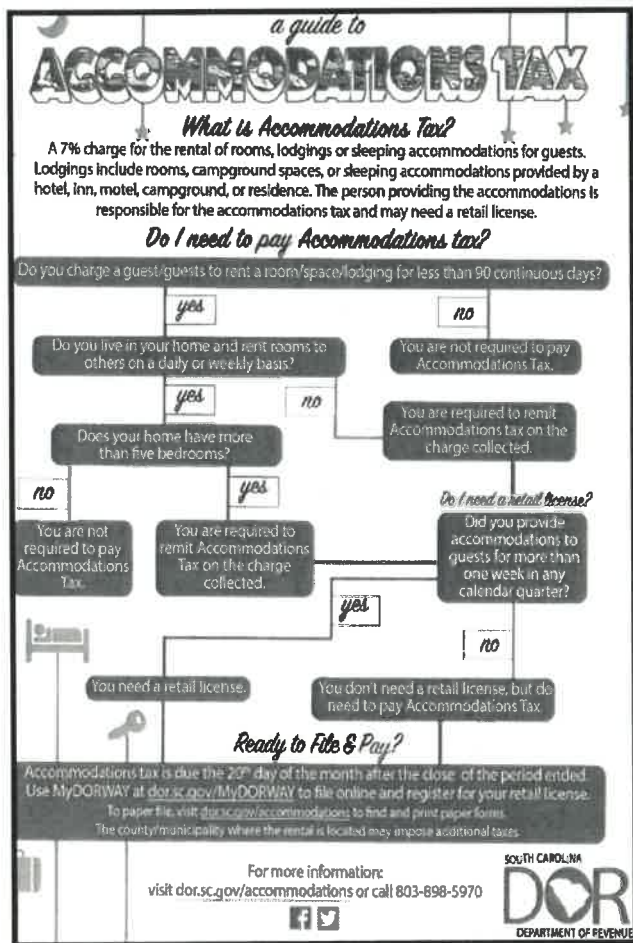 a guide to
ACCOMMODATIONS TAX
What is Accommodations Tax?
A 7% charge for the rental of rooms, lodgings or sleeping accommodations for guests.
Lodgings include rooms, campground spaces, or sleeping accommodations provided by a
hotel, inn, motel, campground, or residence. The person providing the accommodations is
responsible for the accommodations tax and may need a retail license.
Do I need to pay Accommodations tax?
Do you charge a guest/guests to rent a room/space/lodging for less than 90 continuous days?
yes
no
Do you live in your home and rent rooms to
others on a daily or weekly basis?
You are not required to pay
Accommodations Tax.
yes
no
Does your home have more
than five bedrooms?
You are required to remit
Accommodations tax on the
charge collected.
no
yes
Do I need a retail license?
You are not
required to pay
Accommodations
Tax.
You are required to
remit Accommodations
Tax on the charge
collected.
Did you provide
accommodations to
guests for more than
one week in any
calendar quarter?
yes
no
You need a retail license.
You don't need a retail license, but do
need to pay Accommodations Tax
Ready to File & Pay?
Accommodations tax is due the 20th day of the month after the close of the period ended.
Use MyDORWAY at dor.sc.gov/MyDORWAY to file online and register for your retail license.
To paper file, visit dor.sc.gov/accommodations to find and print paper forms.
The county/municipality where the rental is located may impose additional taxes.
For more information:
visit dor.sc.gov/accommodations or call 803-898-5970
SOUTH CAROLINA
DOR
DEPARTMENT OF REVENUE